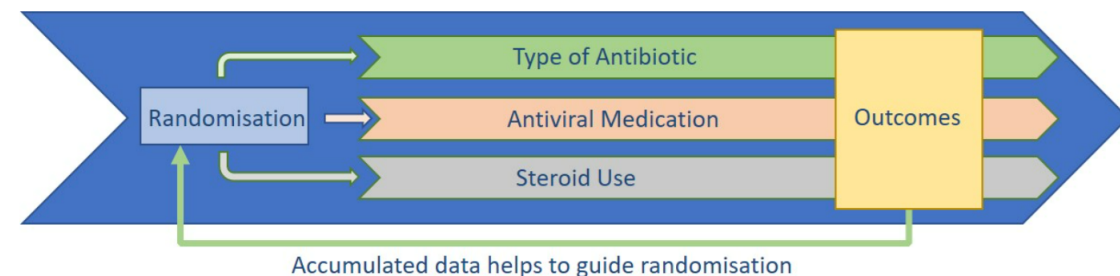 Type of Antibiotic
Randomisation
Antiviral Medication
Outcomes
Steroid Use
Accumulated data helps to guide randomisation